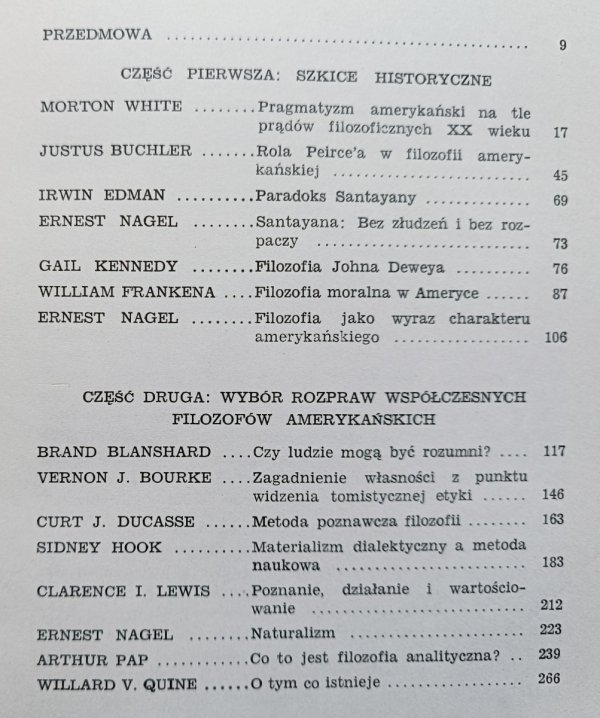 PRZEDMOWA ........................................ 9
CZĘŚĆ PIERWSZA: SZKICE HISTORYCZNE
MORTON WHITE ........ Pragmatyzm amerykański na tle
prądów filozoficznych XX wieku 17
JUSTUS BUCHLER ....... Rola Peirce'a w filozofii amery-
kańskiej ........................ 45
IRWIN EDMAN .......... Paradoks Santayany ............ 69
ERNEST NAGEL ........ Santayana: Bez złudzeń i bez roz-
paczy ........................ 73
GAIL KENNEDY ........ Filozofia Johna Deweya ......... 76
WILLIAM FRANKENA .... Filozofia moralna w Ameryce ...... 87
ERNEST NAGEL ........ Filozofia jako wyraz charakteru
amerykańskiego ................. 106
CZĘŚĆ DRUGA: WYBÓR ROZPRAW WSPÓŁCZESNYCH
FILOZOFÓW AMERYKAŃSKICH
BRAND BLANSHARD .... Czy ludzie mogą być rozumni? .... 117
VERNON J. BOURKE .... Zagadnienie własności z punktu
widzenia tomistycznej etyki ...... 146
CURT J. DUCASSE ...... Metoda poznawcza filozofii ........ 163
SIDNEY HOOK .......... Materializm dialektyczny a metoda
naukowa ...................... 183
CLARENCE I. LEWIS .... Poznanie, działanie i wartościo-
wanie ........................ 212
ERNEST NAGEL ........ Naturalizm .................... 223
ARTHUR PAP .......... Co to jest filozofia analityczna? .. 239
WILLARD V. QUINE ...... O tym co istnieje ................ 266